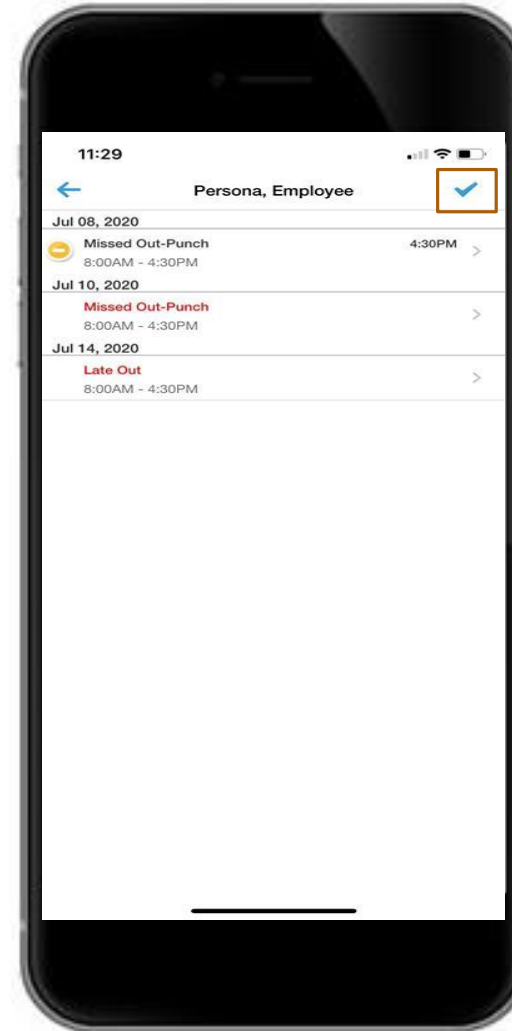 11:29
Persona, Employee
Jul 08, 2020
Missed Out-Punch 4:30PM
8:00AM - 4:30PM
Jul 10, 2020
Missed Out-Punch
8:00AM - 4:30PM
Jul 14, 2020
Late Out
8:00AM - 4:30PM